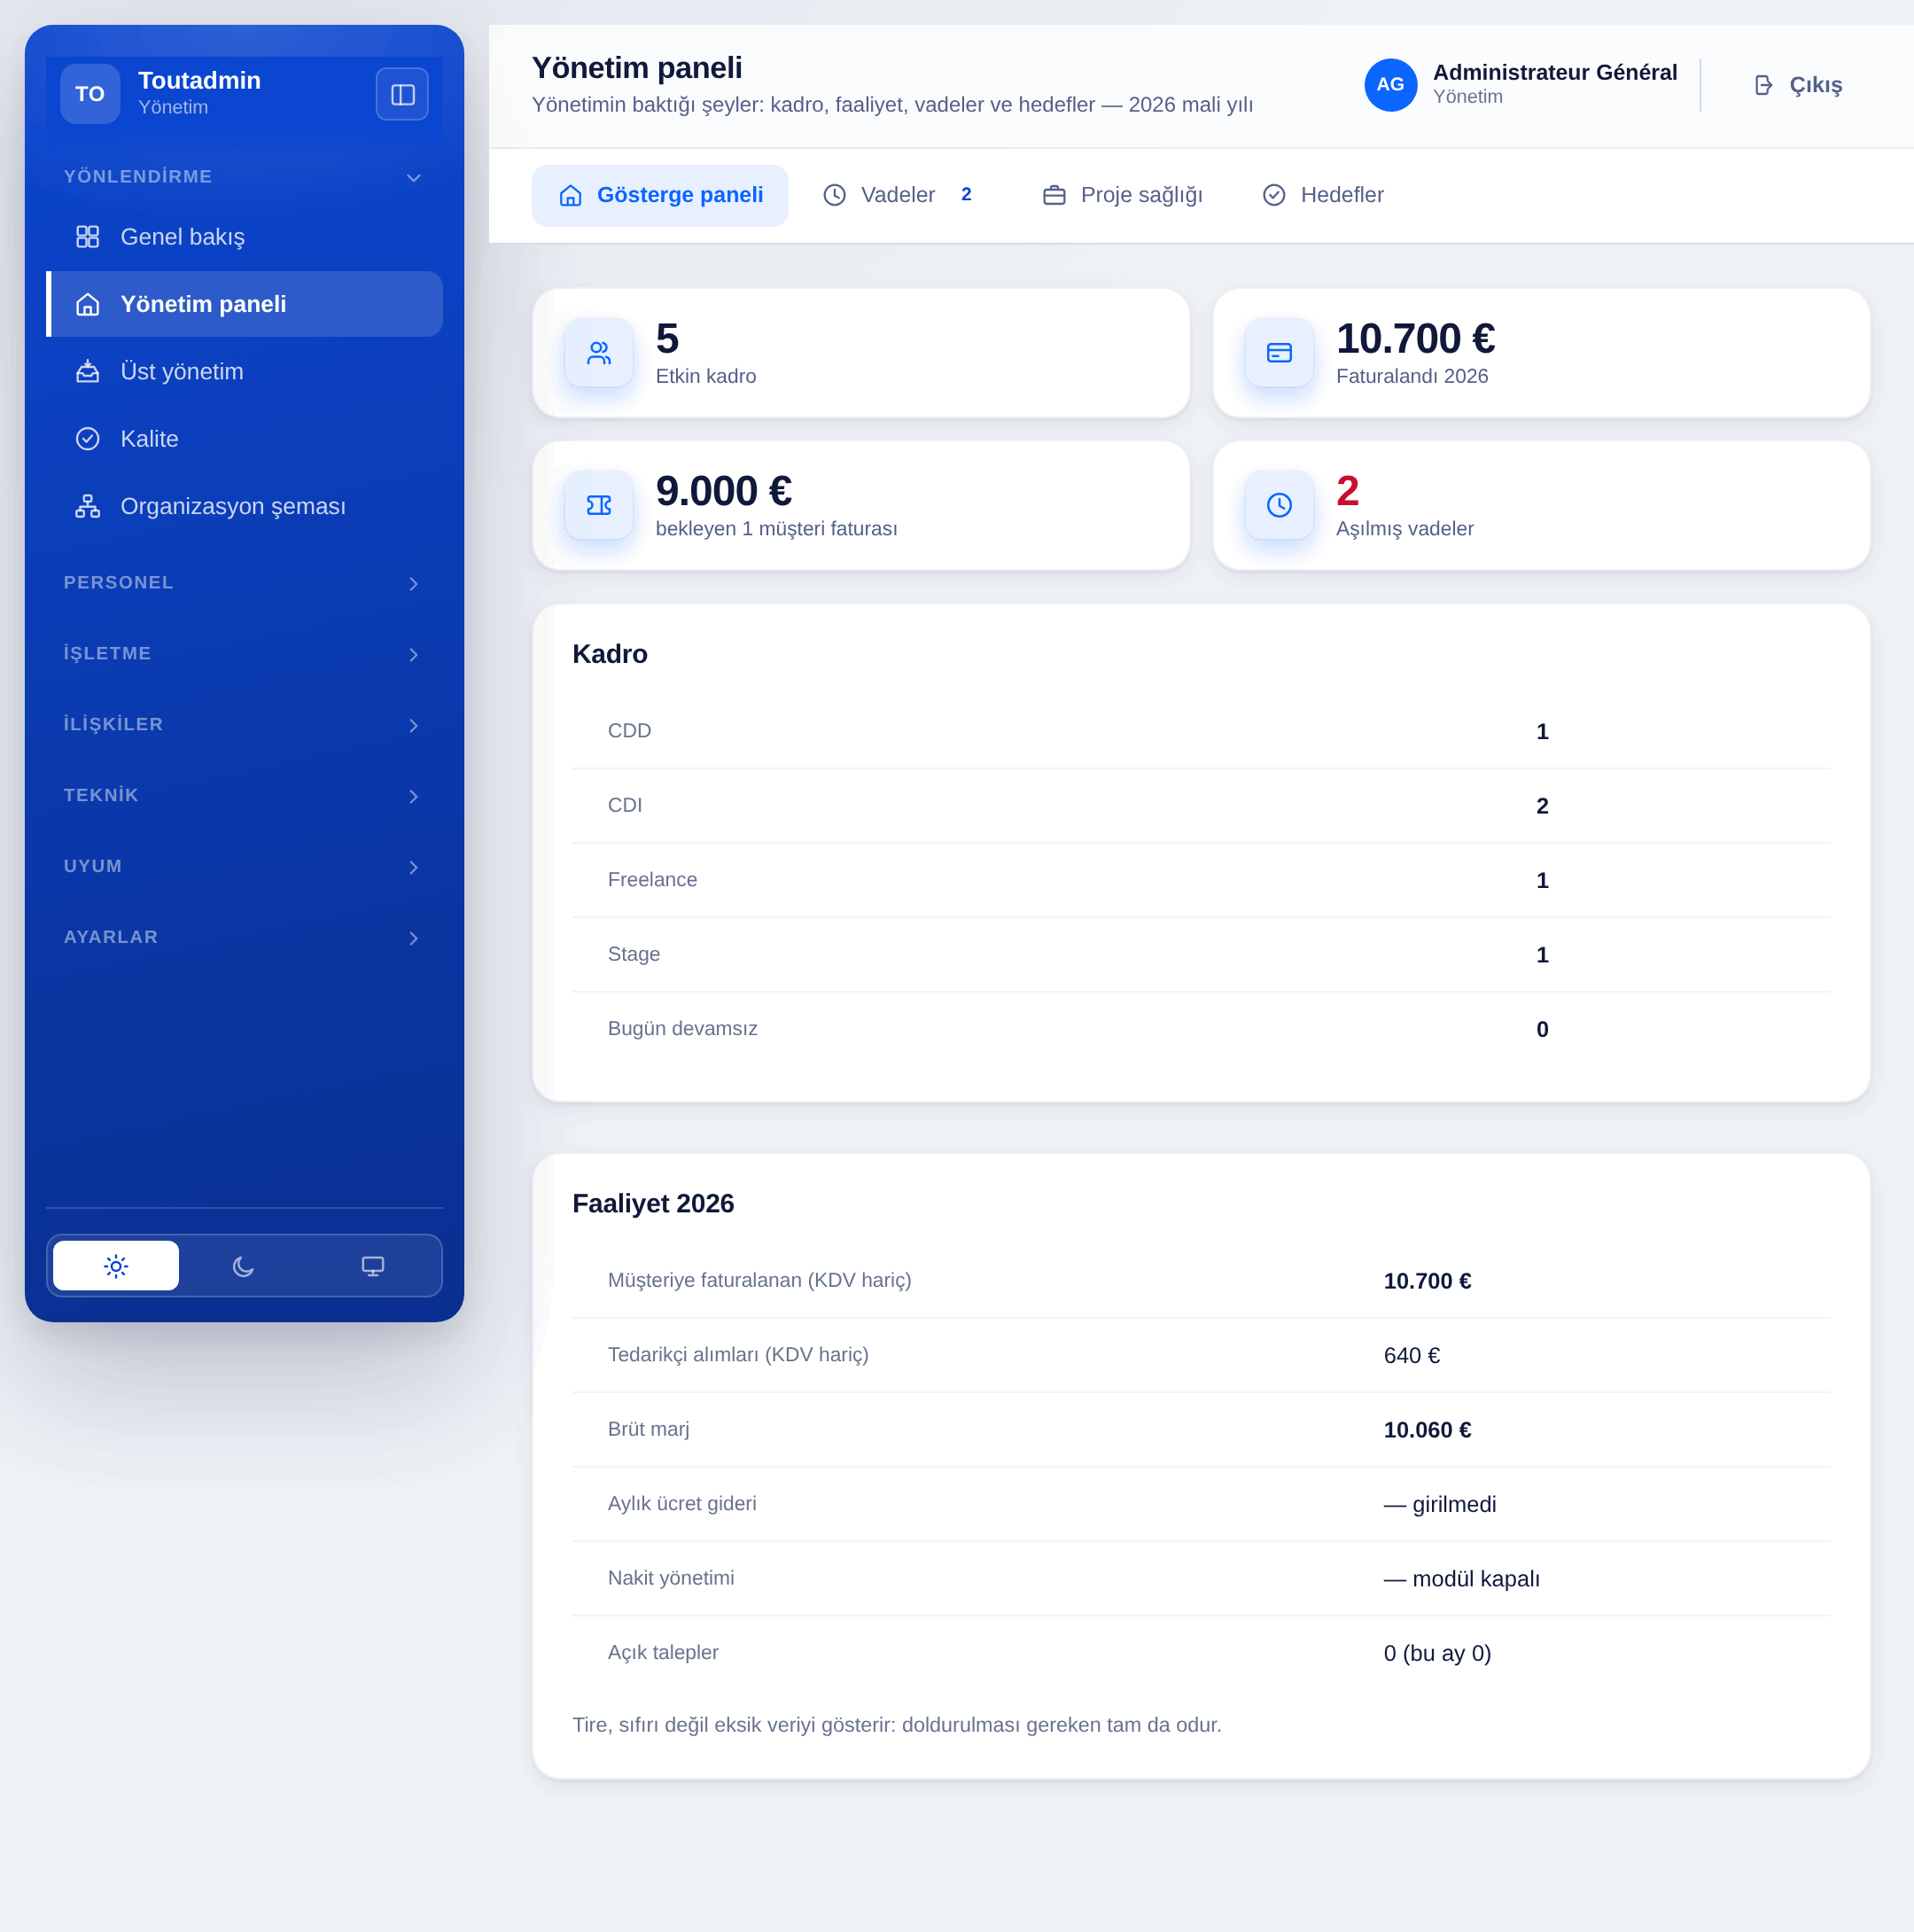 TO
Toutadmin
Yönetim
YÖNLENDİRME
Genel bakış
Yönetim paneli
Üst yönetim
Kalite
Organizasyon şeması
PERSONEL
İŞLETME
İLİŞKİLER
TEKNİK
UYUM
AYARLAR
Yönetim paneli
Yönetimin baktığı şeyler: kadro, faaliyet, vadeler ve hedefler — 2026 mali yılı
AG
Administrateur Général
Yönetim
Çıkış
Gösterge paneli
Vadeler 2
Proje sağlığı
Hedefler
5
Etkin kadro
10.700 €
Faturalandı 2026
9.000 €
bekleyen 1 müşteri faturası
2
Aşılmış vadeler
Kadro
CDD 1
CDI 2
Freelance 1
Stage 1
Bugün devamsız 0
Faaliyet 2026
Müşteriye faturalanan (KDV hariç) 10.700 €
Tedarikçi alımları (KDV hariç) 640 €
Brüt marj 10.060 €
Aylık ücret gideri — girilmedi
Nakit yönetimi — modül kapalı
Açık talepler 0 (bu ay 0)
Tire, sıfırı değil eksik veriyi gösterir: doldurulması gereken tam da odur.